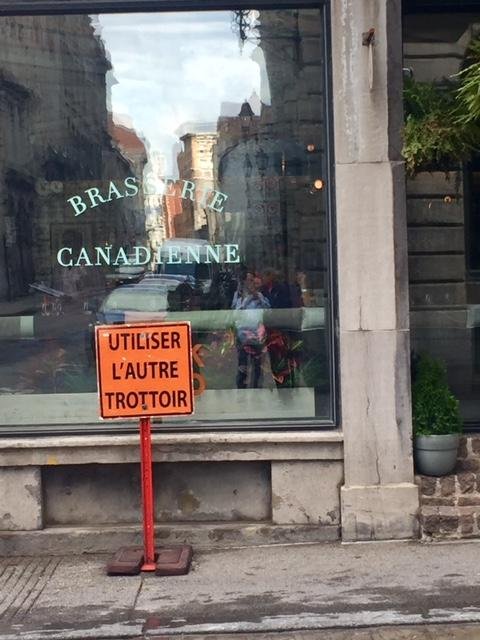 BRASSERIE
CANADIENNE
UTILISER
L'AUTRE
TROTTOIR